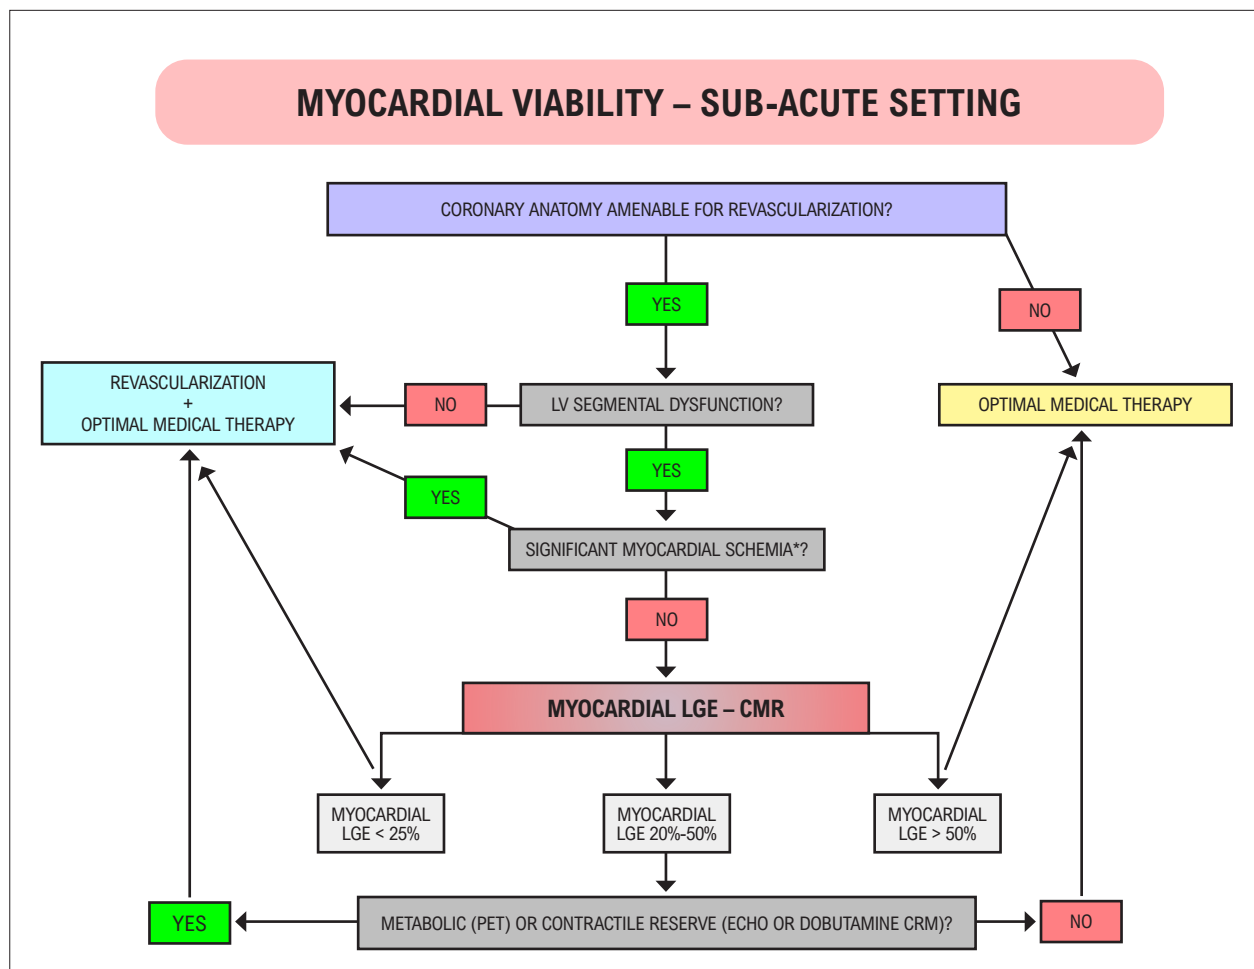 MYOCARDIAL VIABILITY – SUB-ACUTE SETTING
CORONARY ANATOMY AMENABLE FOR REVASCULARIZATION?
YES
NO
REVASCULARIZATION
+
OPTIMAL MEDICAL THERAPY
NO
LV SEGMENTAL DYSFUNCTION?
OPTIMAL MEDICAL THERAPY
YES
YES
SIGNIFICANT MYOCARDIAL SCHEMIA*?
NO
MYOCARDIAL LGE – CMR
MYOCARDIAL
LGE < 25%
MYOCARDIAL
LGE 20%-50%
MYOCARDIAL
LGE > 50%
YES
METABOLIC (PET) OR CONTRACTILE RESERVE (ECHO OR DOBUTAMINE CRM)?
NO